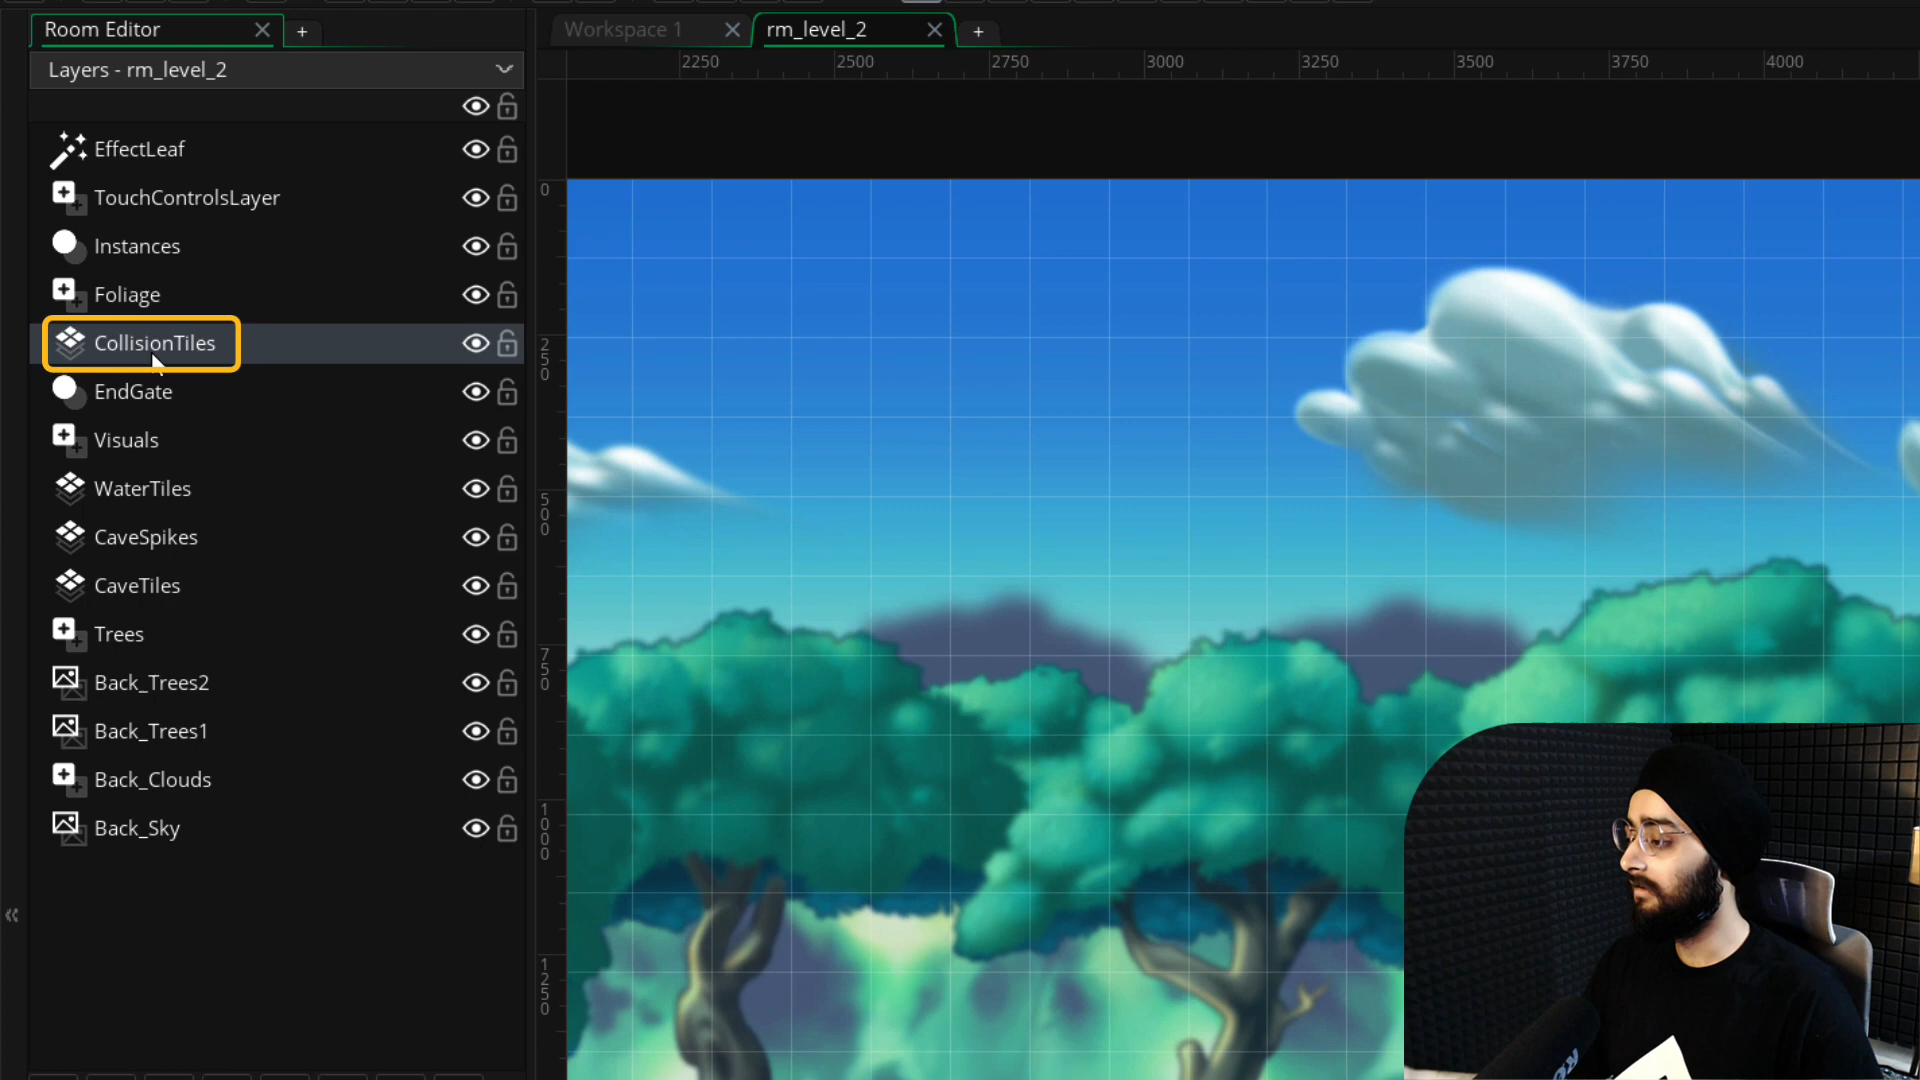 Room Editor
Workspace 1
rm_level_2
Layers - rm_level_2
2250 2500 2750 3000 3250 3500 3750 4000
EffectLeaf
TouchControlsLayer
Instances
Foliage
CollisionTiles
EndGate
Visuals
WaterTiles
CaveSpikes
CaveTiles
Trees
Back_Trees2
Back_Trees1
Back_Clouds
Back_Sky
0
250
500
750
1000
1250